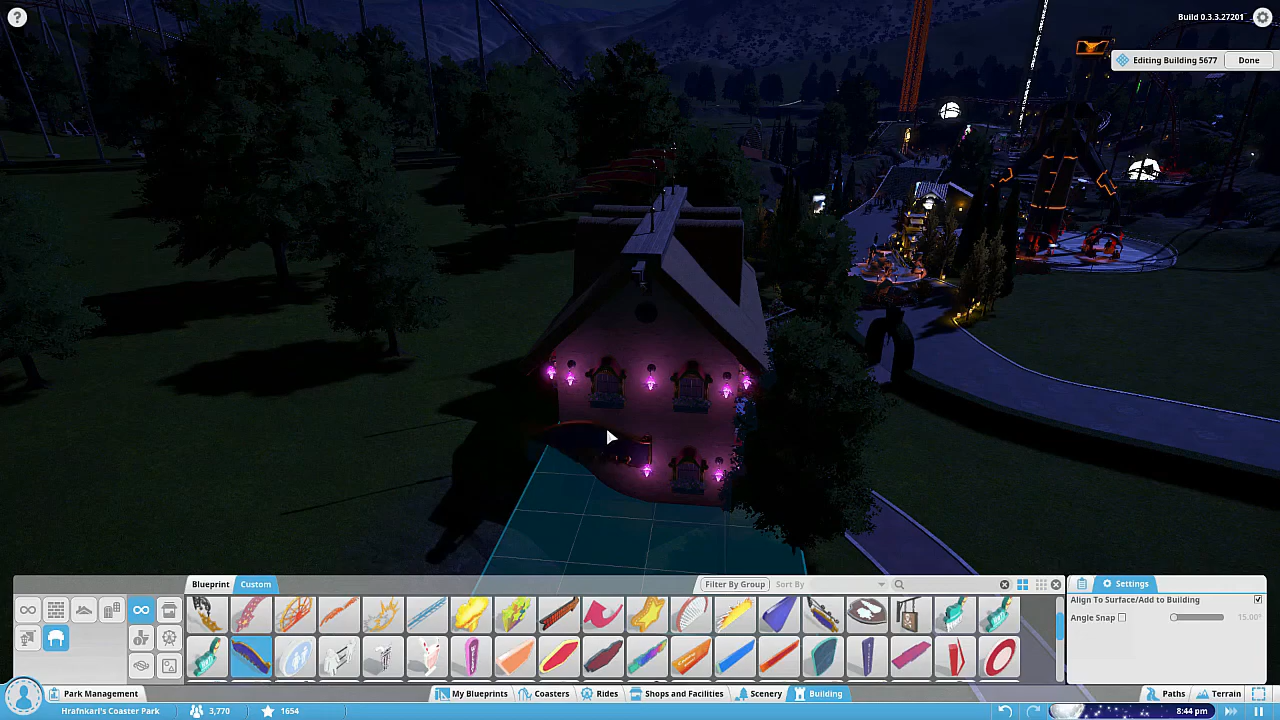 ?
Build 0.3.3.27201
Editing Building 5677
Done
Blueprint
Custom
Filter By Group
Sort By
Settings
Align To Surface/Add to Building
Angle Snap
15.00°
Park Management
My Blueprints
Coasters
Rides
Shops and Facilities
Scenery
Building
Paths
Terrain
Hrafnkarl's Coaster Park
3,770
1654
8:44 pm